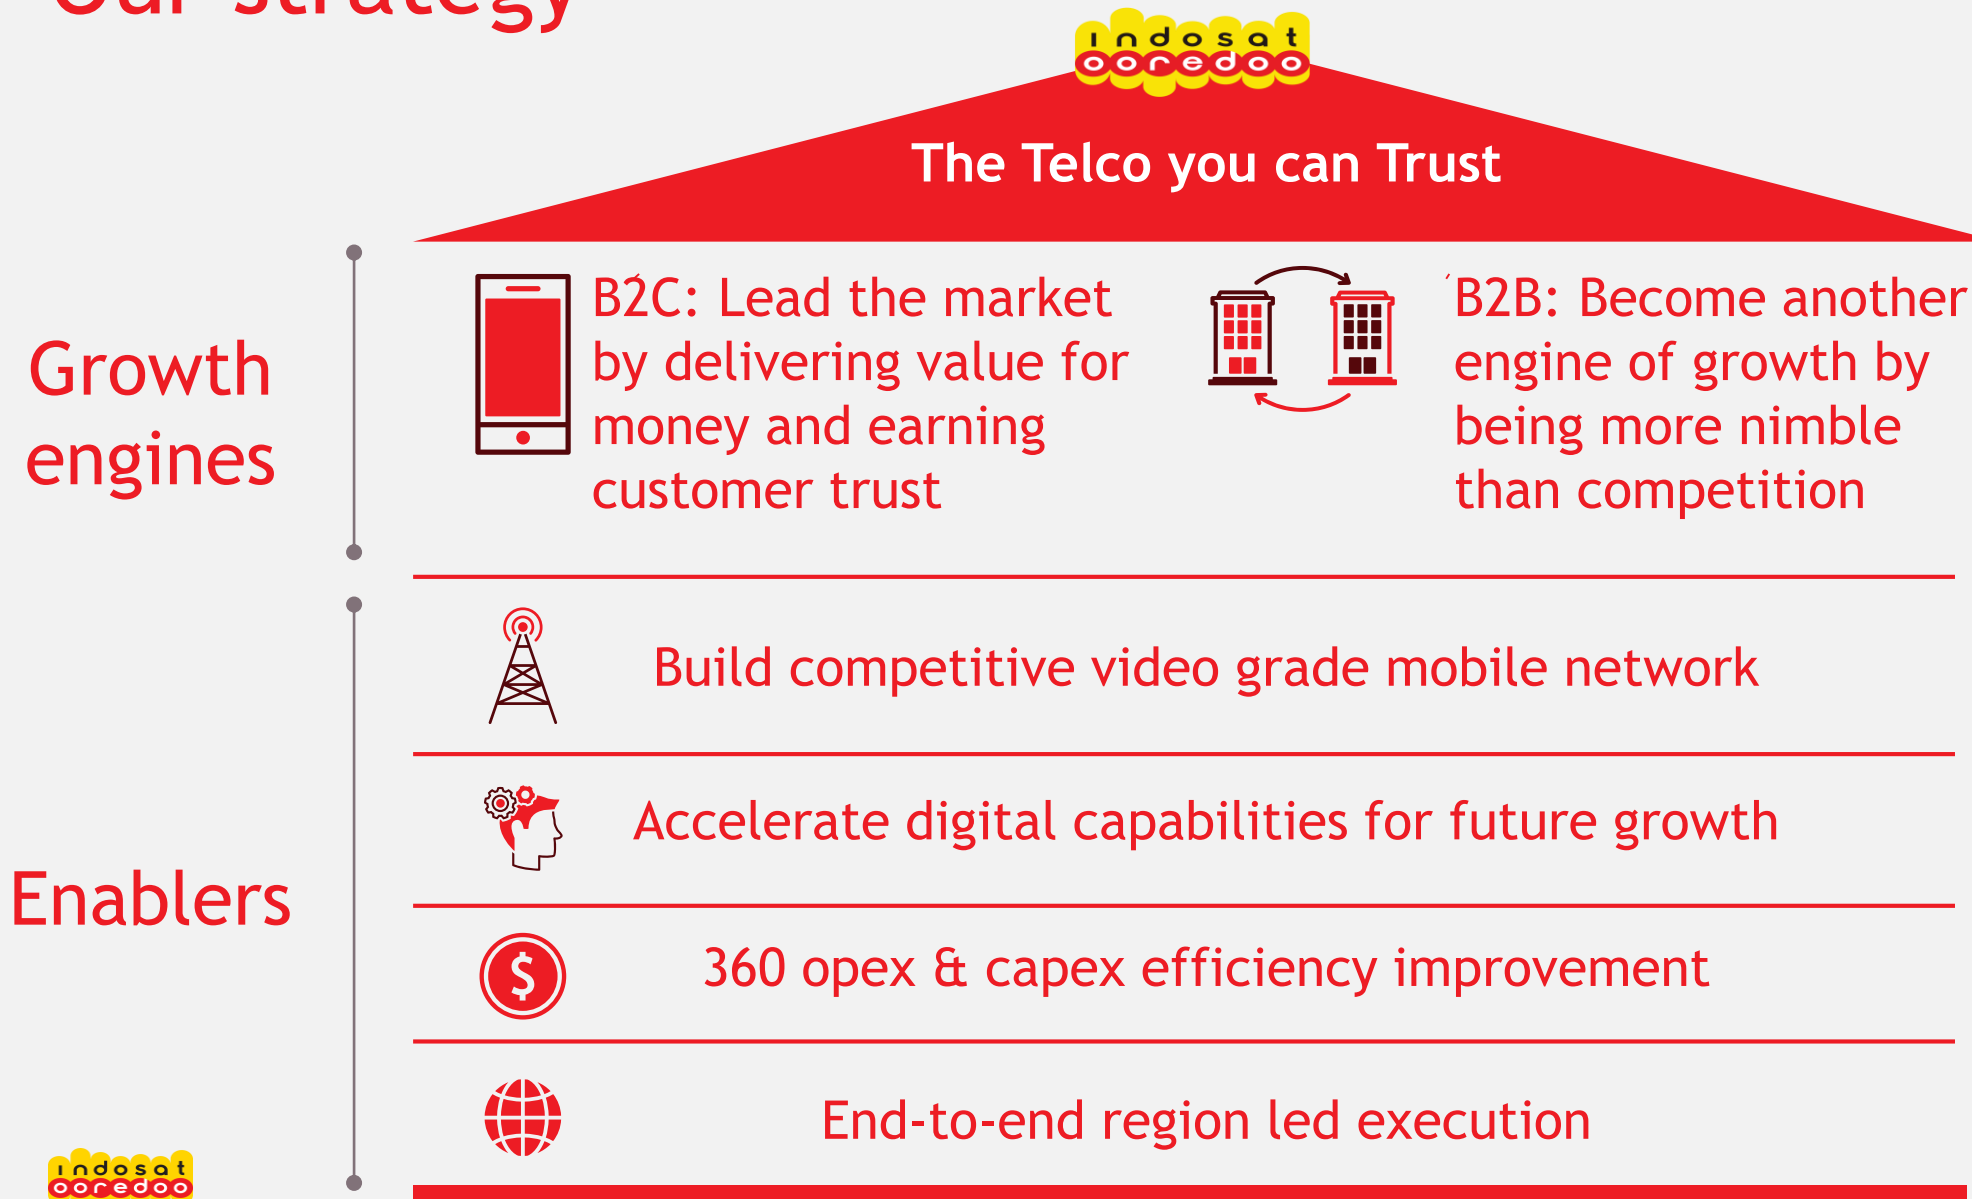 Our strategy
indosat
ooredoo
The Telco you can Trust
Growth
engines
B2C: Lead the market
by delivering value for
money and earning
customer trust
B2B: Become another
engine of growth by
being more nimble
than competition
Enablers
Build competitive video grade mobile network
Accelerate digital capabilities for future growth
$
360 opex & capex efficiency improvement
End-to-end region led execution
indosat
ooredoo